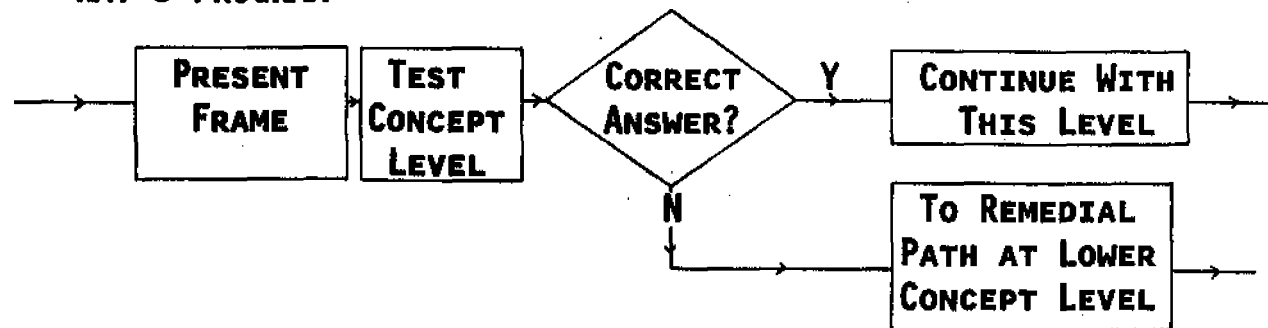 PRESENT
FRAME
TEST
CONCEPT
LEVEL
CORRECT
ANSWER?
Y
CONTINUE WITH
THIS LEVEL
N
TO REMEDIAL
PATH AT LOWER
CONCEPT LEVEL